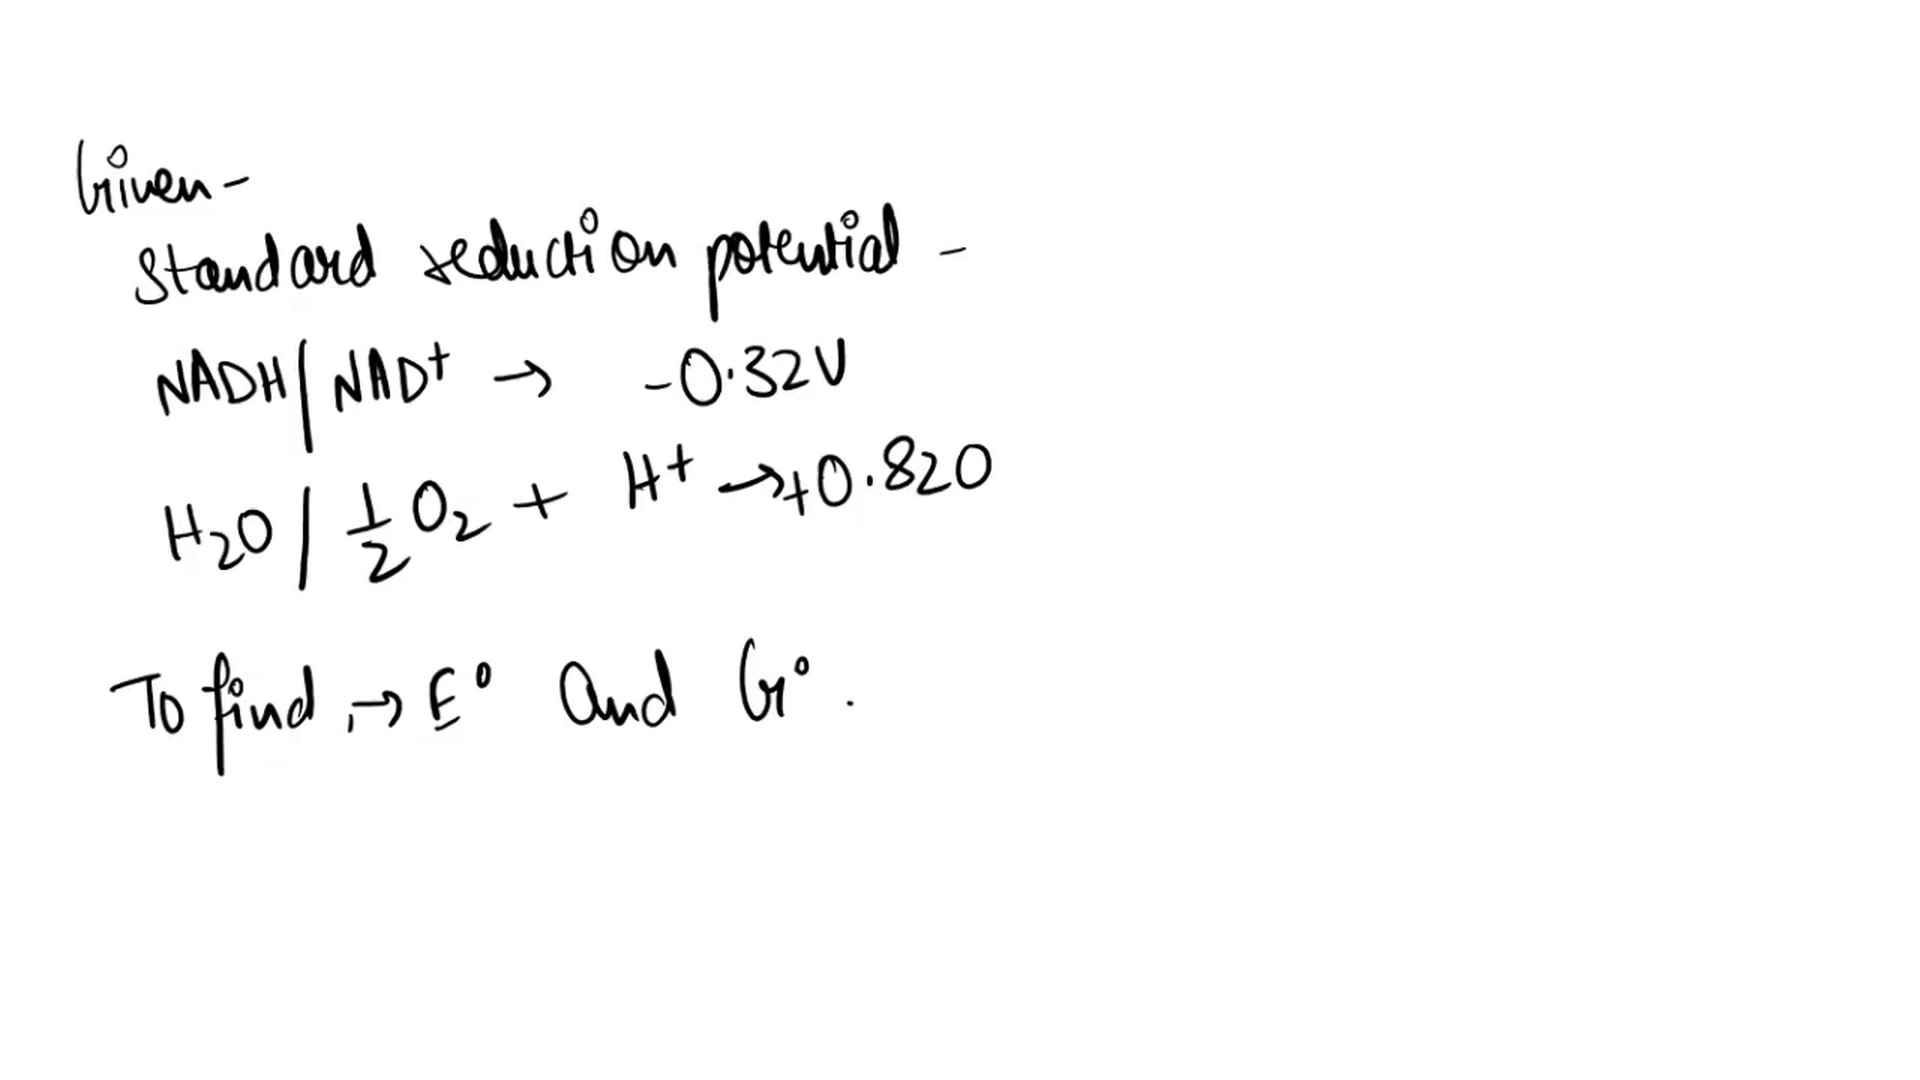 Given -
Standard reduction potential -
NADH/NAD⁺ → -0.32V
H₂O/½O₂ + H⁺ → +0.820
To find, → E° and G°.